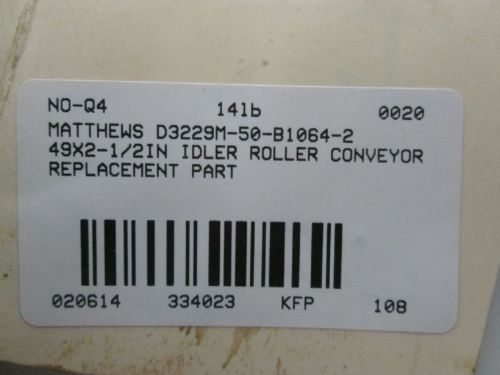 NO-Q4 14lb 0020
MATTHEWS D3229M-50-B1064-2
49X2-1/2IN IDLER ROLLER CONVEYOR
REPLACEMENT PART
020614 334023 KFP 108